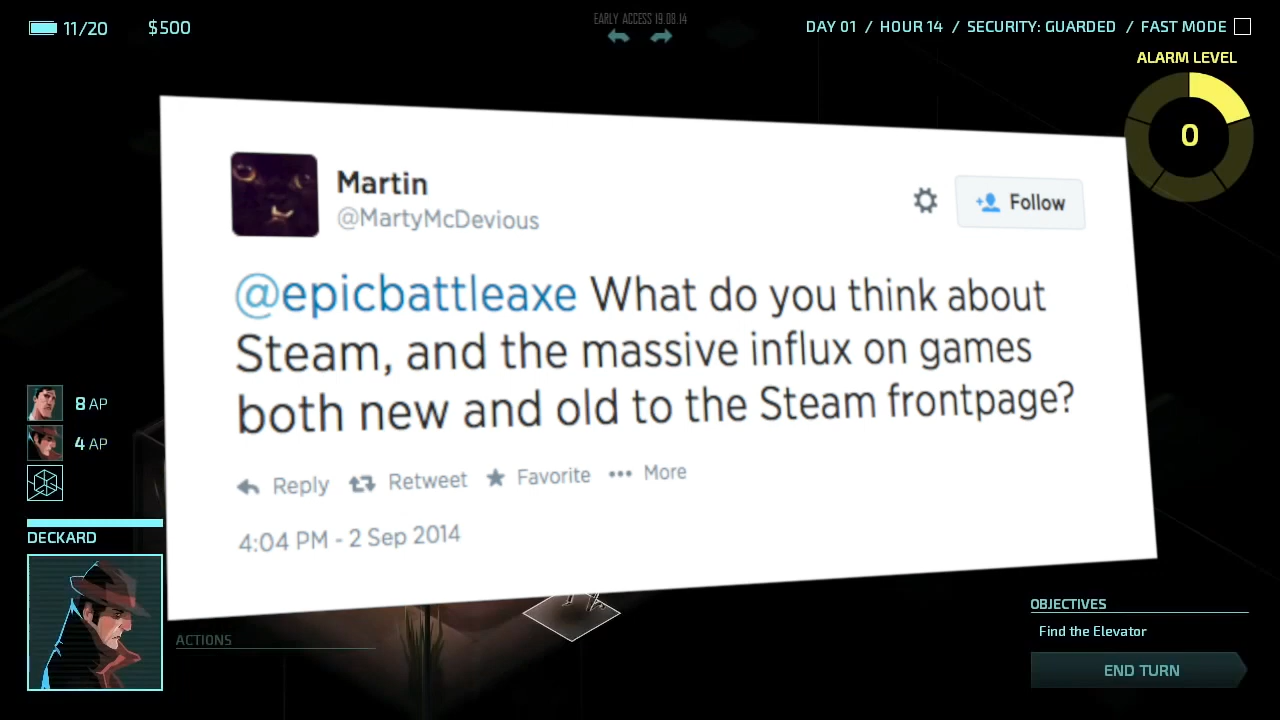 11/20 $500
EARLY ACCESS 19.08.14
DAY 01 / HOUR 14 / SECURITY: GUARDED / FAST MODE
ALARM LEVEL
0
Martin
@MartyMcDevious
Follow
@epicbattleaxe What do you think about
Steam, and the massive influx on games
both new and old to the Steam frontpage?
Reply Retweet Favorite More
4:04 PM - 2 Sep 2014
8 AP
4 AP
DECKARD
ACTIONS
OBJECTIVES
Find the Elevator
END TURN